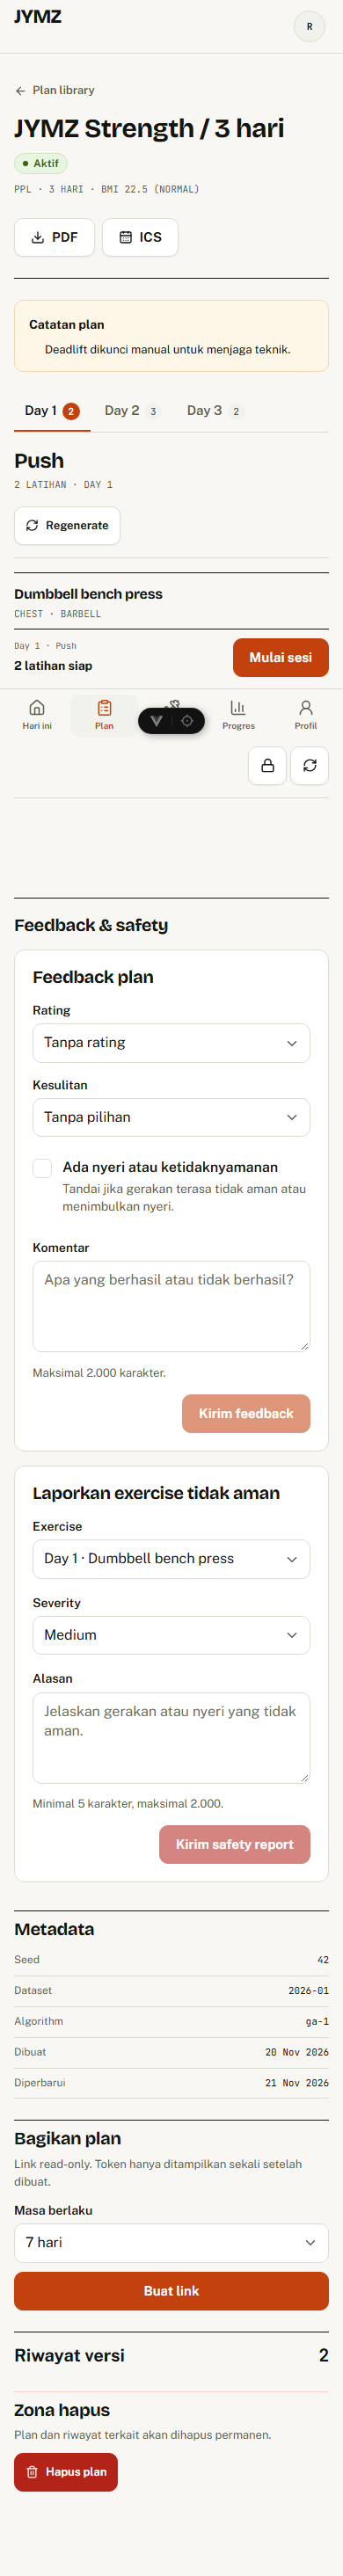 JYMZ
R
← Plan library
JYMZ Strength / 3 hari
Aktif
PPL · 3 HARI · BMI 22.5 (NORMAL)
PDF
ICS
Catatan plan
Deadlift dikunci manual untuk menjaga teknik.
Day 1 2 Day 2 3 Day 3 2
Push
2 LATIHAN · DAY 1
Regenerate
Dumbbell bench press
CHEST · BARBELL
Day 1 · Push
2 latihan siap
Mulai sesi
Hari ini Plan Progres Profil
Feedback & safety
Feedback plan
Rating
Tanpa rating
Kesulitan
Tanpa pilihan
Ada nyeri atau ketidaknyamanan
Tandai jika gerakan terasa tidak aman atau
menimbulkan nyeri.
Komentar
Apa yang berhasil atau tidak berhasil?
Maksimal 2.000 karakter.
Kirim feedback
Laporkan exercise tidak aman
Exercise
Day 1 · Dumbbell bench press
Severity
Medium
Alasan
Jelaskan gerakan atau nyeri yang tidak
aman.
Minimal 5 karakter, maksimal 2.000.
Kirim safety report
Metadata
Seed 42
Dataset 2026-01
Algorithm ga-1
Dibuat 20 Nov 2026
Diperbarui 21 Nov 2026
Bagikan plan
Link read-only. Token hanya ditampilkan sekali setelah
dibuat.
Masa berlaku
7 hari
Buat link
Riwayat versi 2
Zona hapus
Plan dan riwayat terkait akan dihapus permanen.
Hapus plan